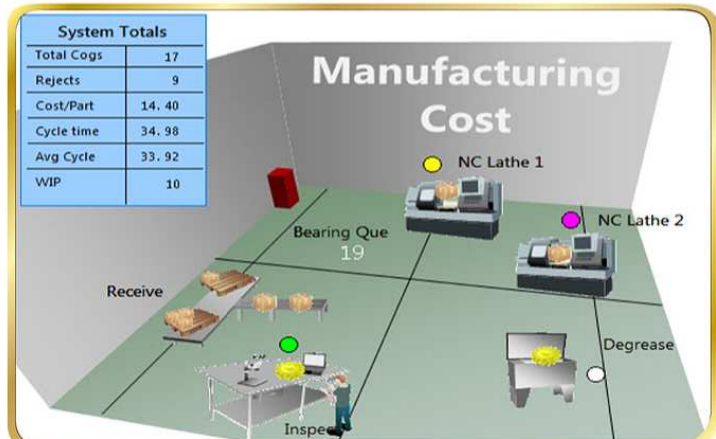 System Totals
Total Cogs 17
Rejects 9
Cost/Part 14.40
Cycle time 34.98
Avg Cycle 33.92
WIP 10
Manufacturing
Cost
NC Lathe 1
NC Lathe 2
Bearing Que
19
Receive
Degrease
Inspec